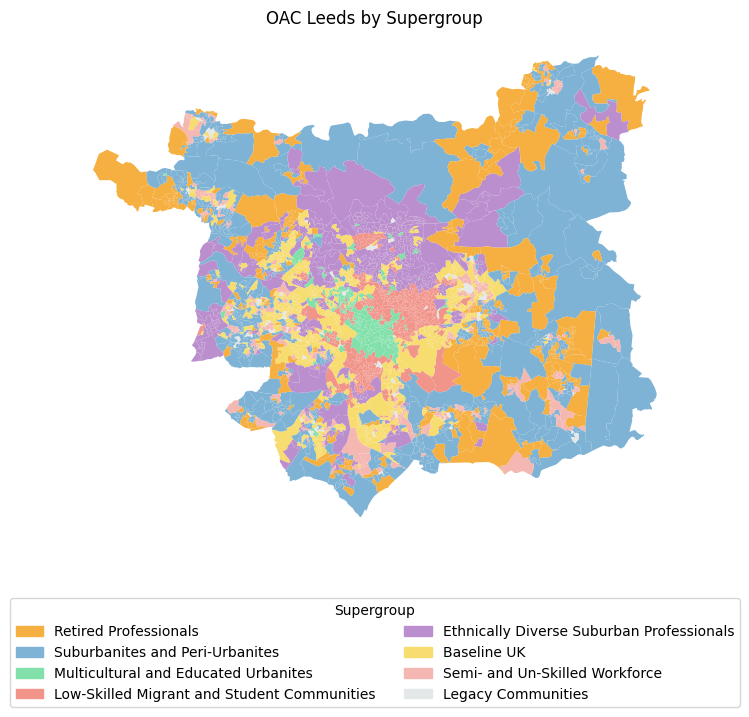 OAC Leeds by Supergroup
Supergroup
Retired Professionals
Suburbanites and Peri-Urbanites
Multicultural and Educated Urbanites
Low-Skilled Migrant and Student Communities
Ethnically Diverse Suburban Professionals
Baseline UK
Semi- and Un-Skilled Workforce
Legacy Communities